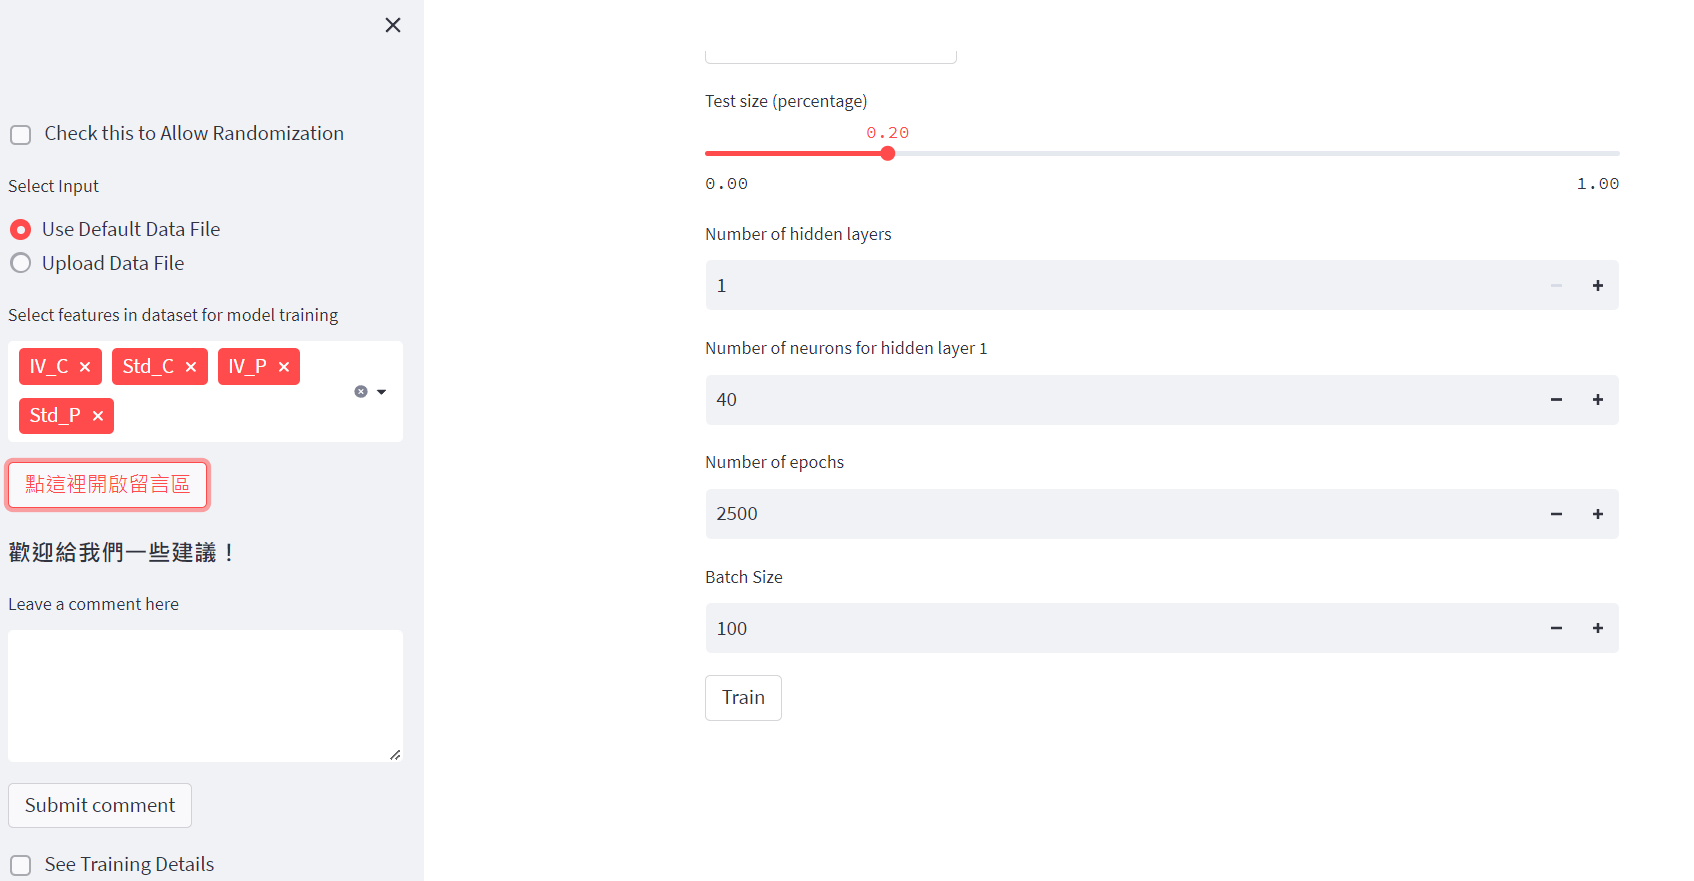 Check this to Allow Randomization
Select Input
Use Default Data File
Upload Data File
Select features in dataset for model training
IV_C
Std_C
IV_P
Std_P
點這裡開啟留言區
歡迎給我們一些建議！
Leave a comment here
Submit comment
See Training Details
Test size (percentage)
0.20
0.00
1.00
Number of hidden layers
1
Number of neurons for hidden layer 1
40
Number of epochs
2500
Batch Size
100
Train